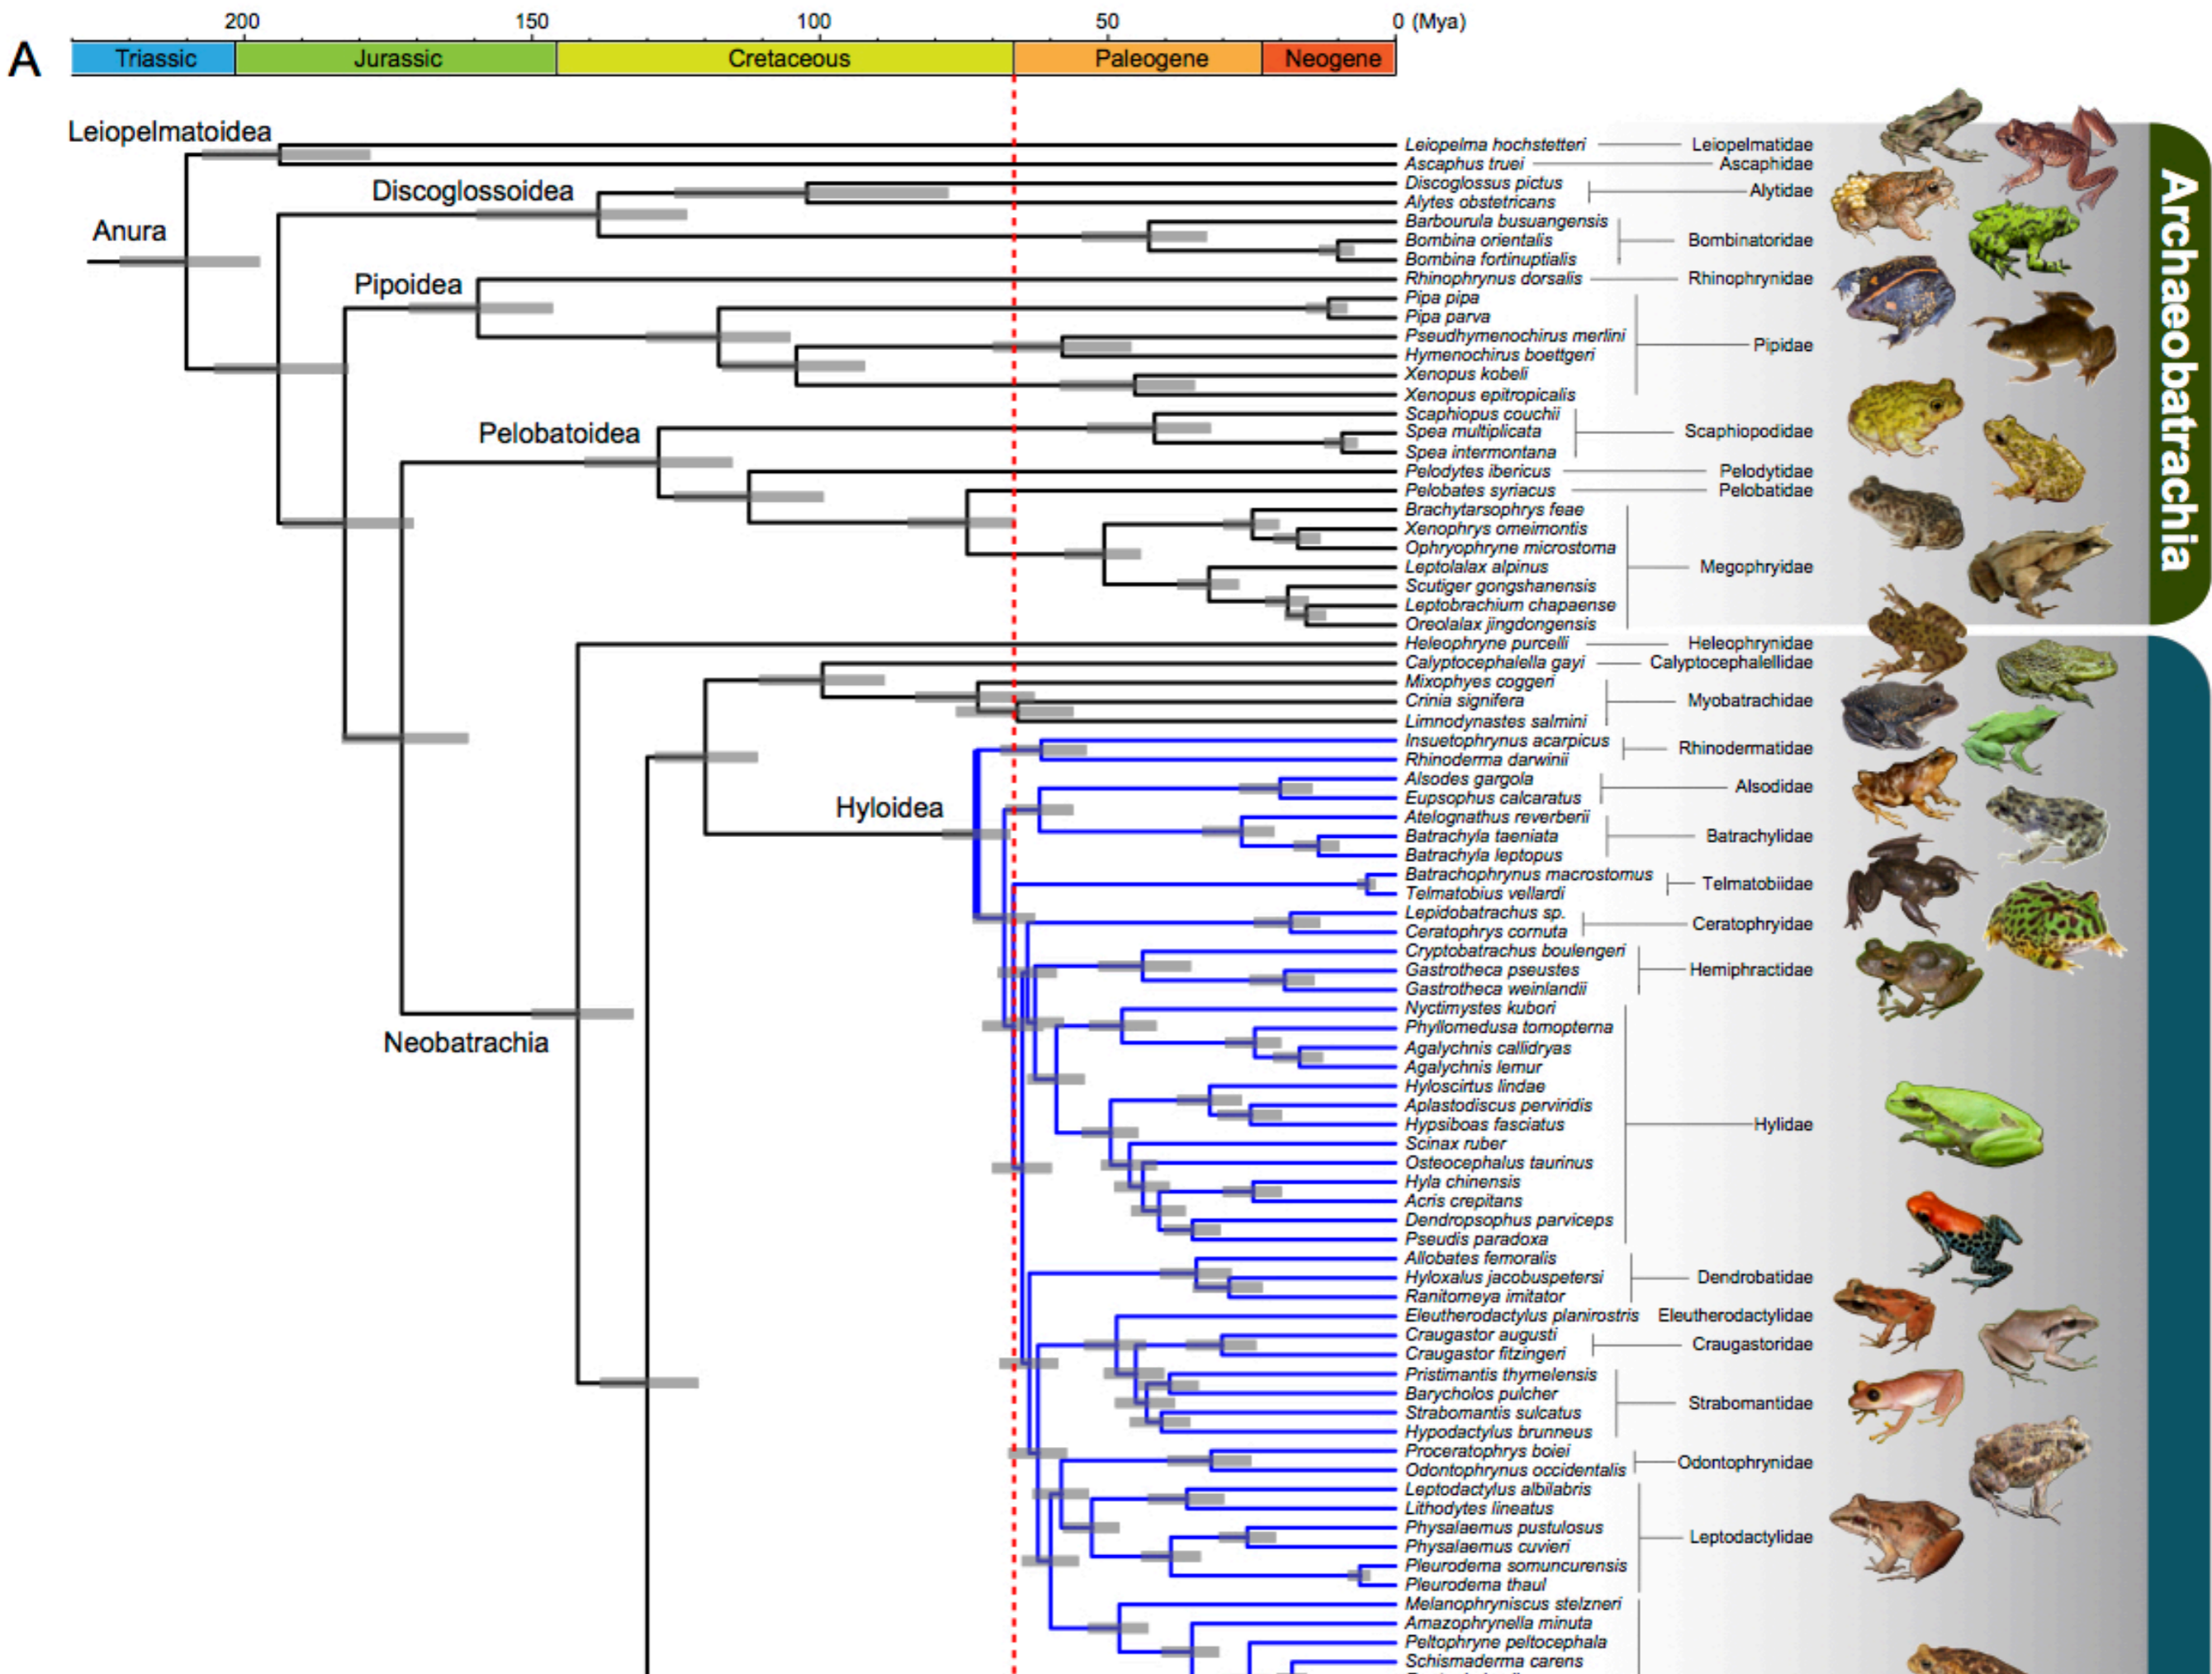 200 150 100 50 0 (Mya)
A
Triassic Jurassic Cretaceous Paleogene Neogene
Leiopelmatoidea
Leiopelma hochstetteri Leiopelmatidae
Ascaphus truei Ascaphidae
Discoglossoidea
Discoglossus pictus
Alytidae
Alytes obstetricans
Barbourula busuangensis
Anura
Bombina orientalis Bombinatoridae
Bombina fortinuptialis
Pipoidea
Rhinophrynus dorsalis Rhinophrynidae
Pipa pipa
Pipa parva
Pseudhymenochirus merlini
Pipidae
Hymenochirus boettgeri
Xenopus kobeli
Xenopus epitropicalis
Archaeobatrachia
Scaphiopus couchii
Pelobatoidea
Spea multiplicata Scaphiopodidae
Spea intermontana
Pelodytes ibericus Pelodytidae
Pelobates syriacus Pelobatidae
Brachytarsophrys feae
Xenophrys omeimontis
Ophryophryne microstoma
Leptolalax alpinus Megophryidae
Scutiger gongshanensis
Leptobrachium chapaense
Oreolalax jingdongensis
Heleophryne purcelli Heleophrynidae
Calyptocephalella gayi Calyptocephalellidae
Mixophyes coggeri
Crinia signifera Myobatrachidae
Limnodynastes salmini
Insuetophrynus acarpicus
Rhinodermatidae
Rhinoderma darwinii
Alsodes gargola
Alsodidae
Eupsophus calcaratus
Hyloidea
Atelognathus reverberii
Batrachyla taeniata Batrachylidae
Batrachyla leptopus
Batrachophrynus macrostomus
Telmatobiidae
Telmatobius vellardi
Lepidobatrachus sp.
Ceratophryidae
Ceratophrys cornuta
Cryptobatrachus boulengeri
Gastrotheca pseustes Hemiphractidae
Gastrotheca weinlandii
Nyctimystes kubori
Phyllomedusa tomopterna
Neobatrachia
Agalychnis callidryas
Agalychnis lemur
Hyloscirtus lindae
Aplastodiscus perviridis
Hypsiboas fasciatus Hylidae
Scinax ruber
Osteocephalus taurinus
Hyla chinensis
Acris crepitans
Dendropsophus parviceps
Pseudis paradoxa
Allobates femoralis
Hyloxalus jacobuspetersi Dendrobatidae
Ranitomeya imitator
Eleutherodactylus planirostris Eleutherodactylidae
Craugastor augusti
Craugastoridae
Craugastor fitzingeri
Pristimantis thymelensis
Barycholos pulcher
Strabomantidae
Strabomantis sulcatus
Hypodactylus brunneus
Proceratophrys boiei
Odontophrynidae
Odontophrynus occidentalis
Leptodactylus albilabris
Lithodytes lineatus
Physalaemus pustulosus
Leptodactylidae
Physalaemus cuvieri
Pleurodema somuncurensis
Pleurodema thaul
Melanophryniscus stelzneri
Amazophrynella minuta
Peltophryne peltocephala
Schismaderma carens